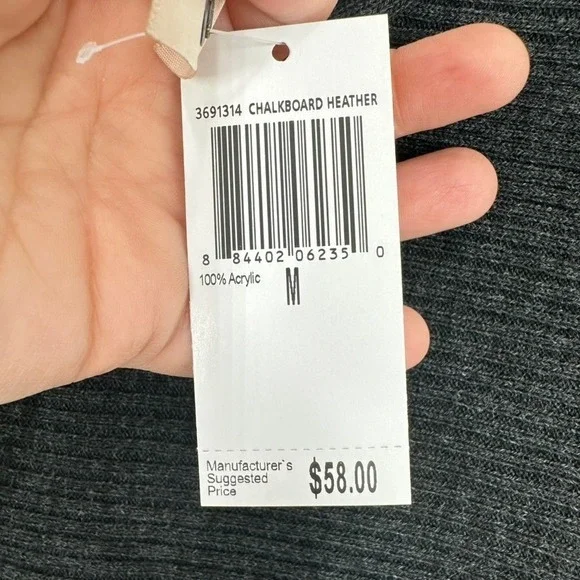 3691314 CHALKBOARD HEATHER
8 84402 06235 0
100% Acrylic
M
Manufacturer`s
Suggested
Price
$58.00